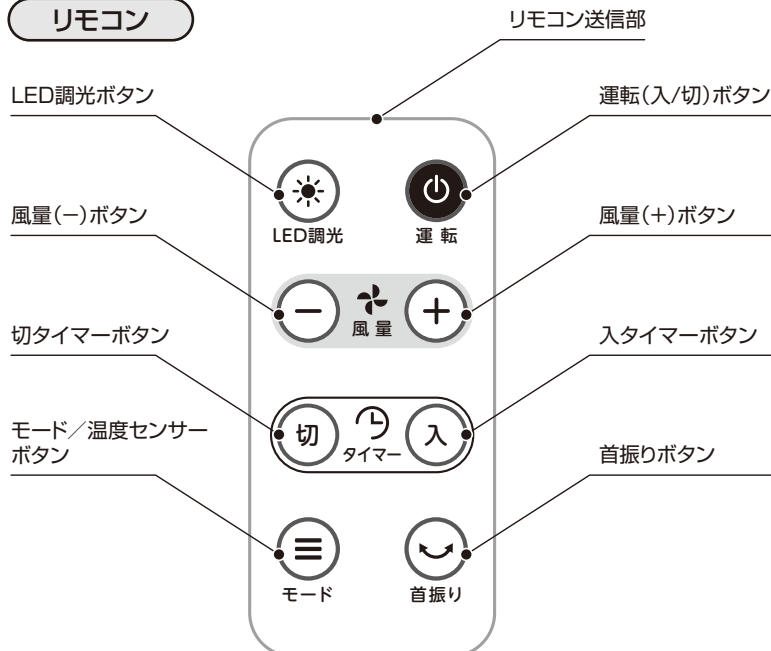 リモコン
リモコン送信部
LED調光ボタン
運転(入/切)ボタン
LED調光
運転
風量(−)ボタン
風量(+)ボタン
風量
切タイマーボタン
入タイマーボタン
切
タイマー
入
モード/温度センサー
ボタン
首振りボタン
モード
首振り